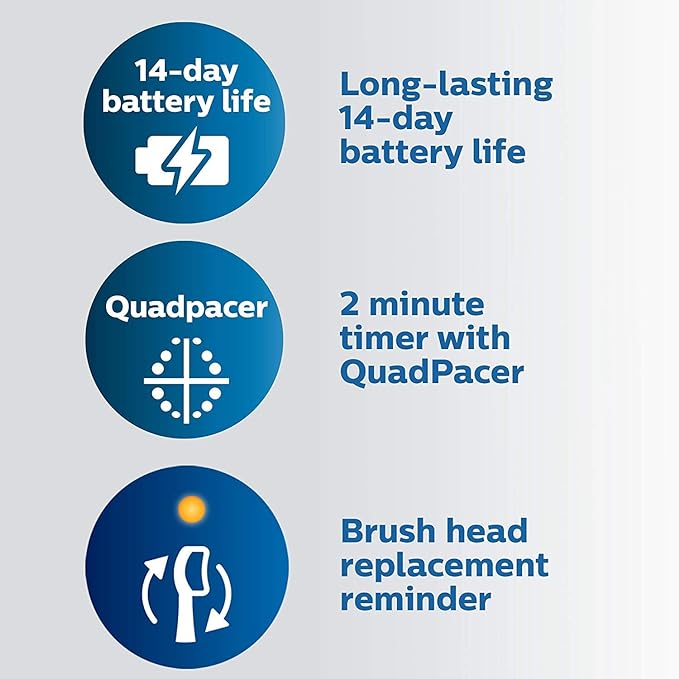 14-day
battery life
Long-lasting
14-day
battery life
Quadpacer
2 minute
timer with
QuadPacer
Brush head
replacement
reminder